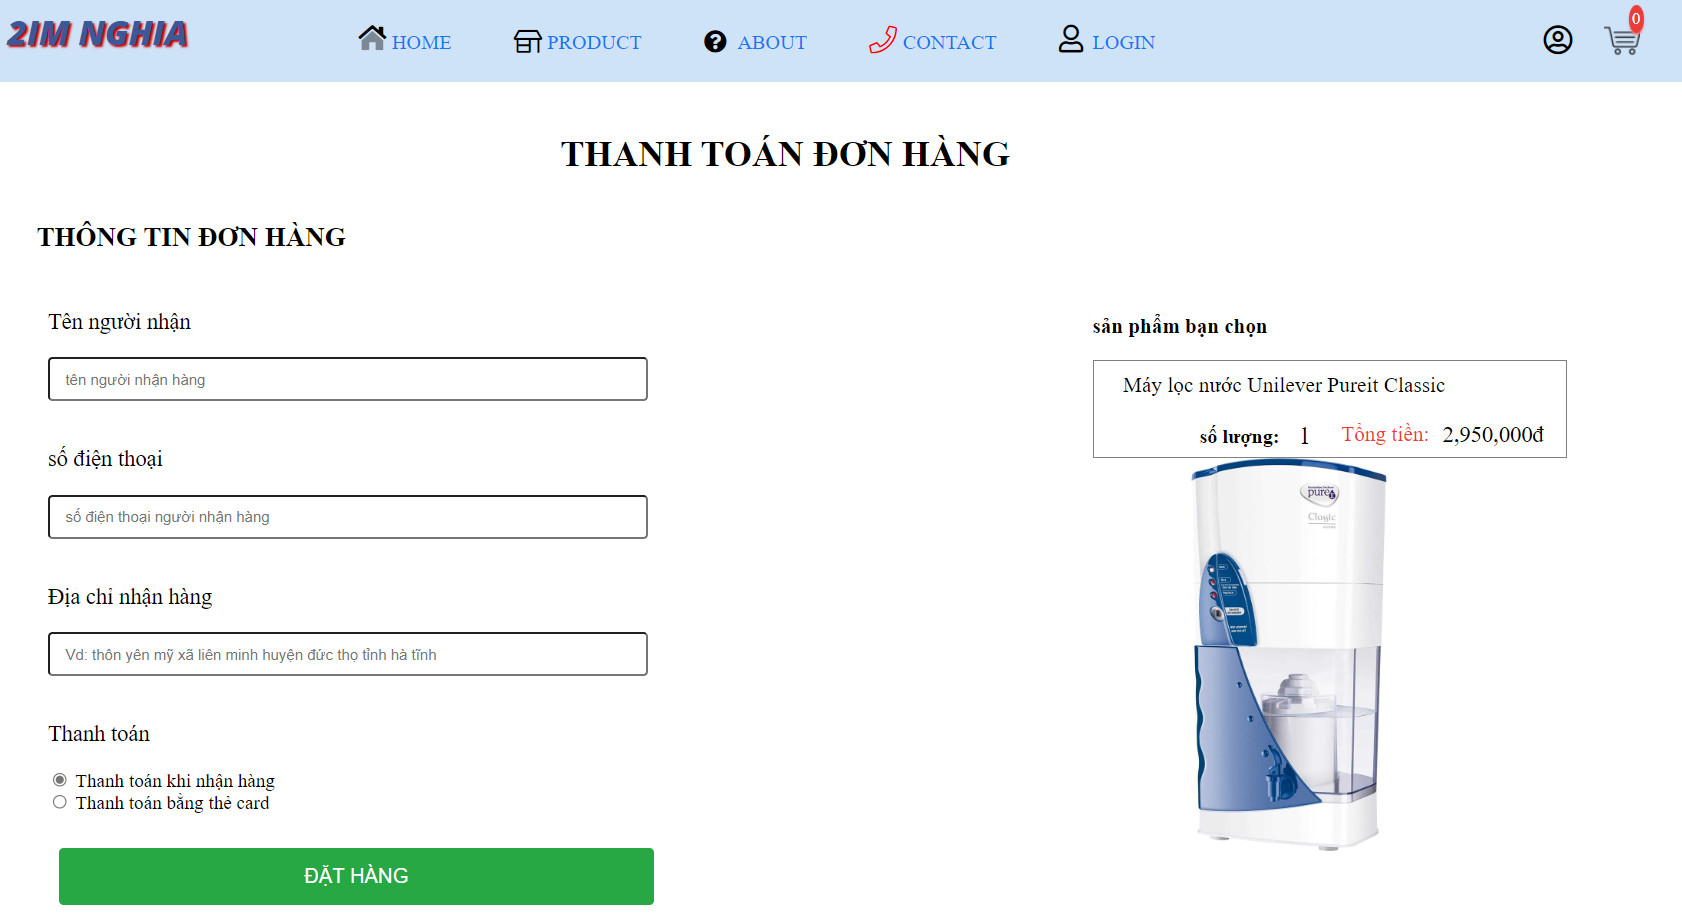 2IM NGHIA
HOME
PRODUCT
ABOUT
CONTACT
LOGIN
0
THANH TOÁN ĐƠN HÀNG
THÔNG TIN ĐƠN HÀNG
Tên người nhận
tên người nhận hàng
số điện thoại
số điện thoại người nhận hàng
Địa chỉ nhận hàng
Vd: thôn yên mỹ xã liên minh huyện đức thọ tỉnh hà tĩnh
Thanh toán
Thanh toán khi nhận hàng
Thanh toán bằng thẻ card
ĐẶT HÀNG
sản phẩm bạn chọn
Máy lọc nước Unilever Pureit Classic
số lượng: 1 Tổng tiền: 2,950,000đ
pureit
Classic